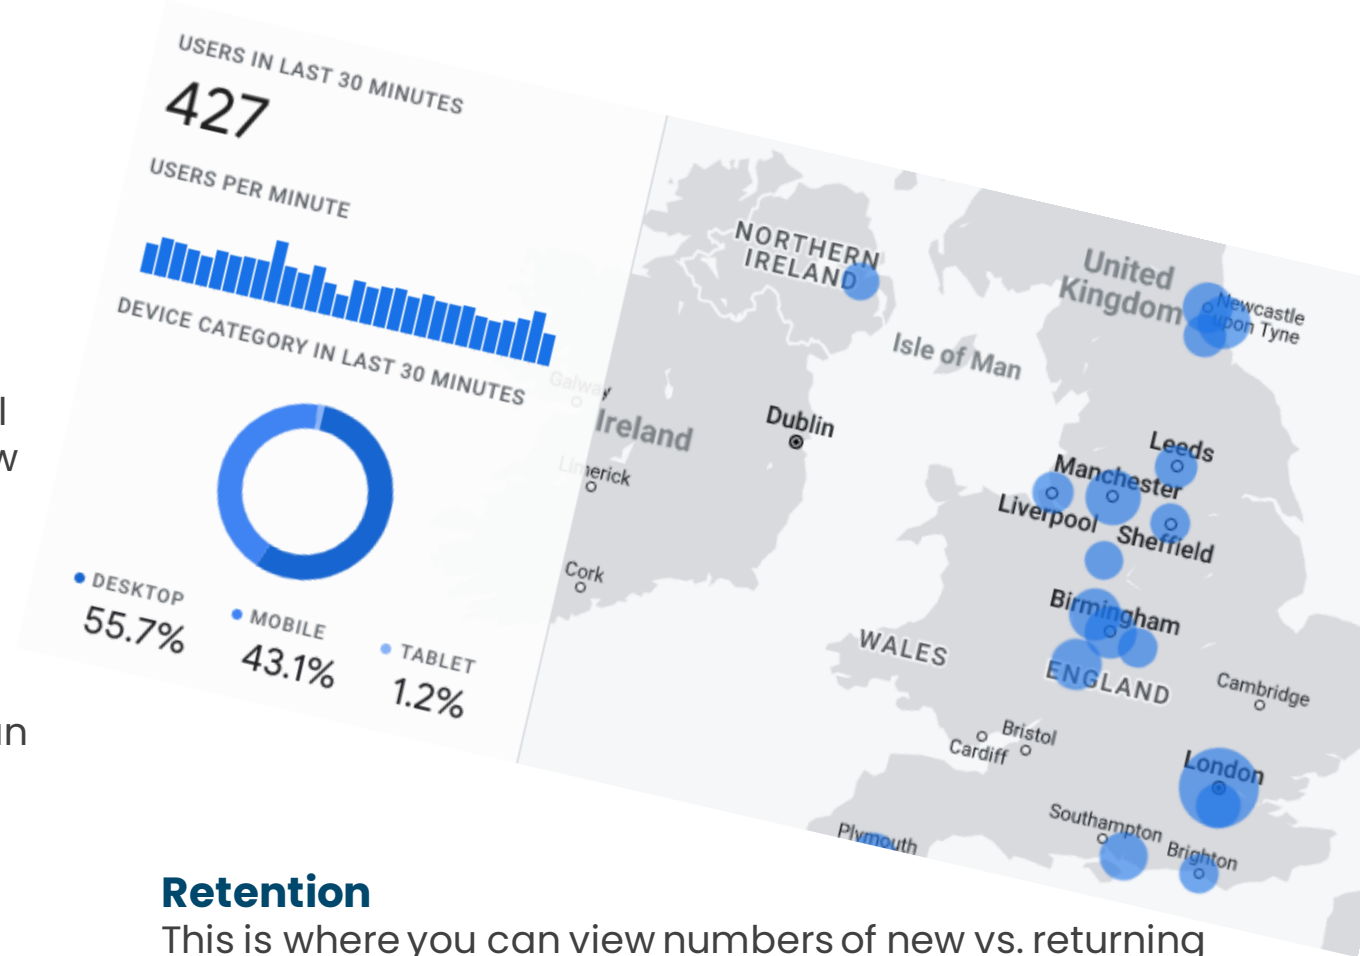 USERS IN LAST 30 MINUTES
427
USERS PER MINUTE
DEVICE CATEGORY IN LAST 30 MINUTES
DESKTOP
55.7%
MOBILE
43.1%
TABLET
1.2%
NORTHERN
IRELAND
United
Kingdom
Newcastle
upon Tyne
Isle of Man
Galway
Ireland
Dublin
Limerick
Cork
Leeds
Manchester
Liverpool
Sheffield
Birmingham
WALES
ENGLAND
Cambridge
Bristol
Cardiff
London
Southampton
Brighton
Plymouth
Retention
This is where you can view numbers of new vs. returning